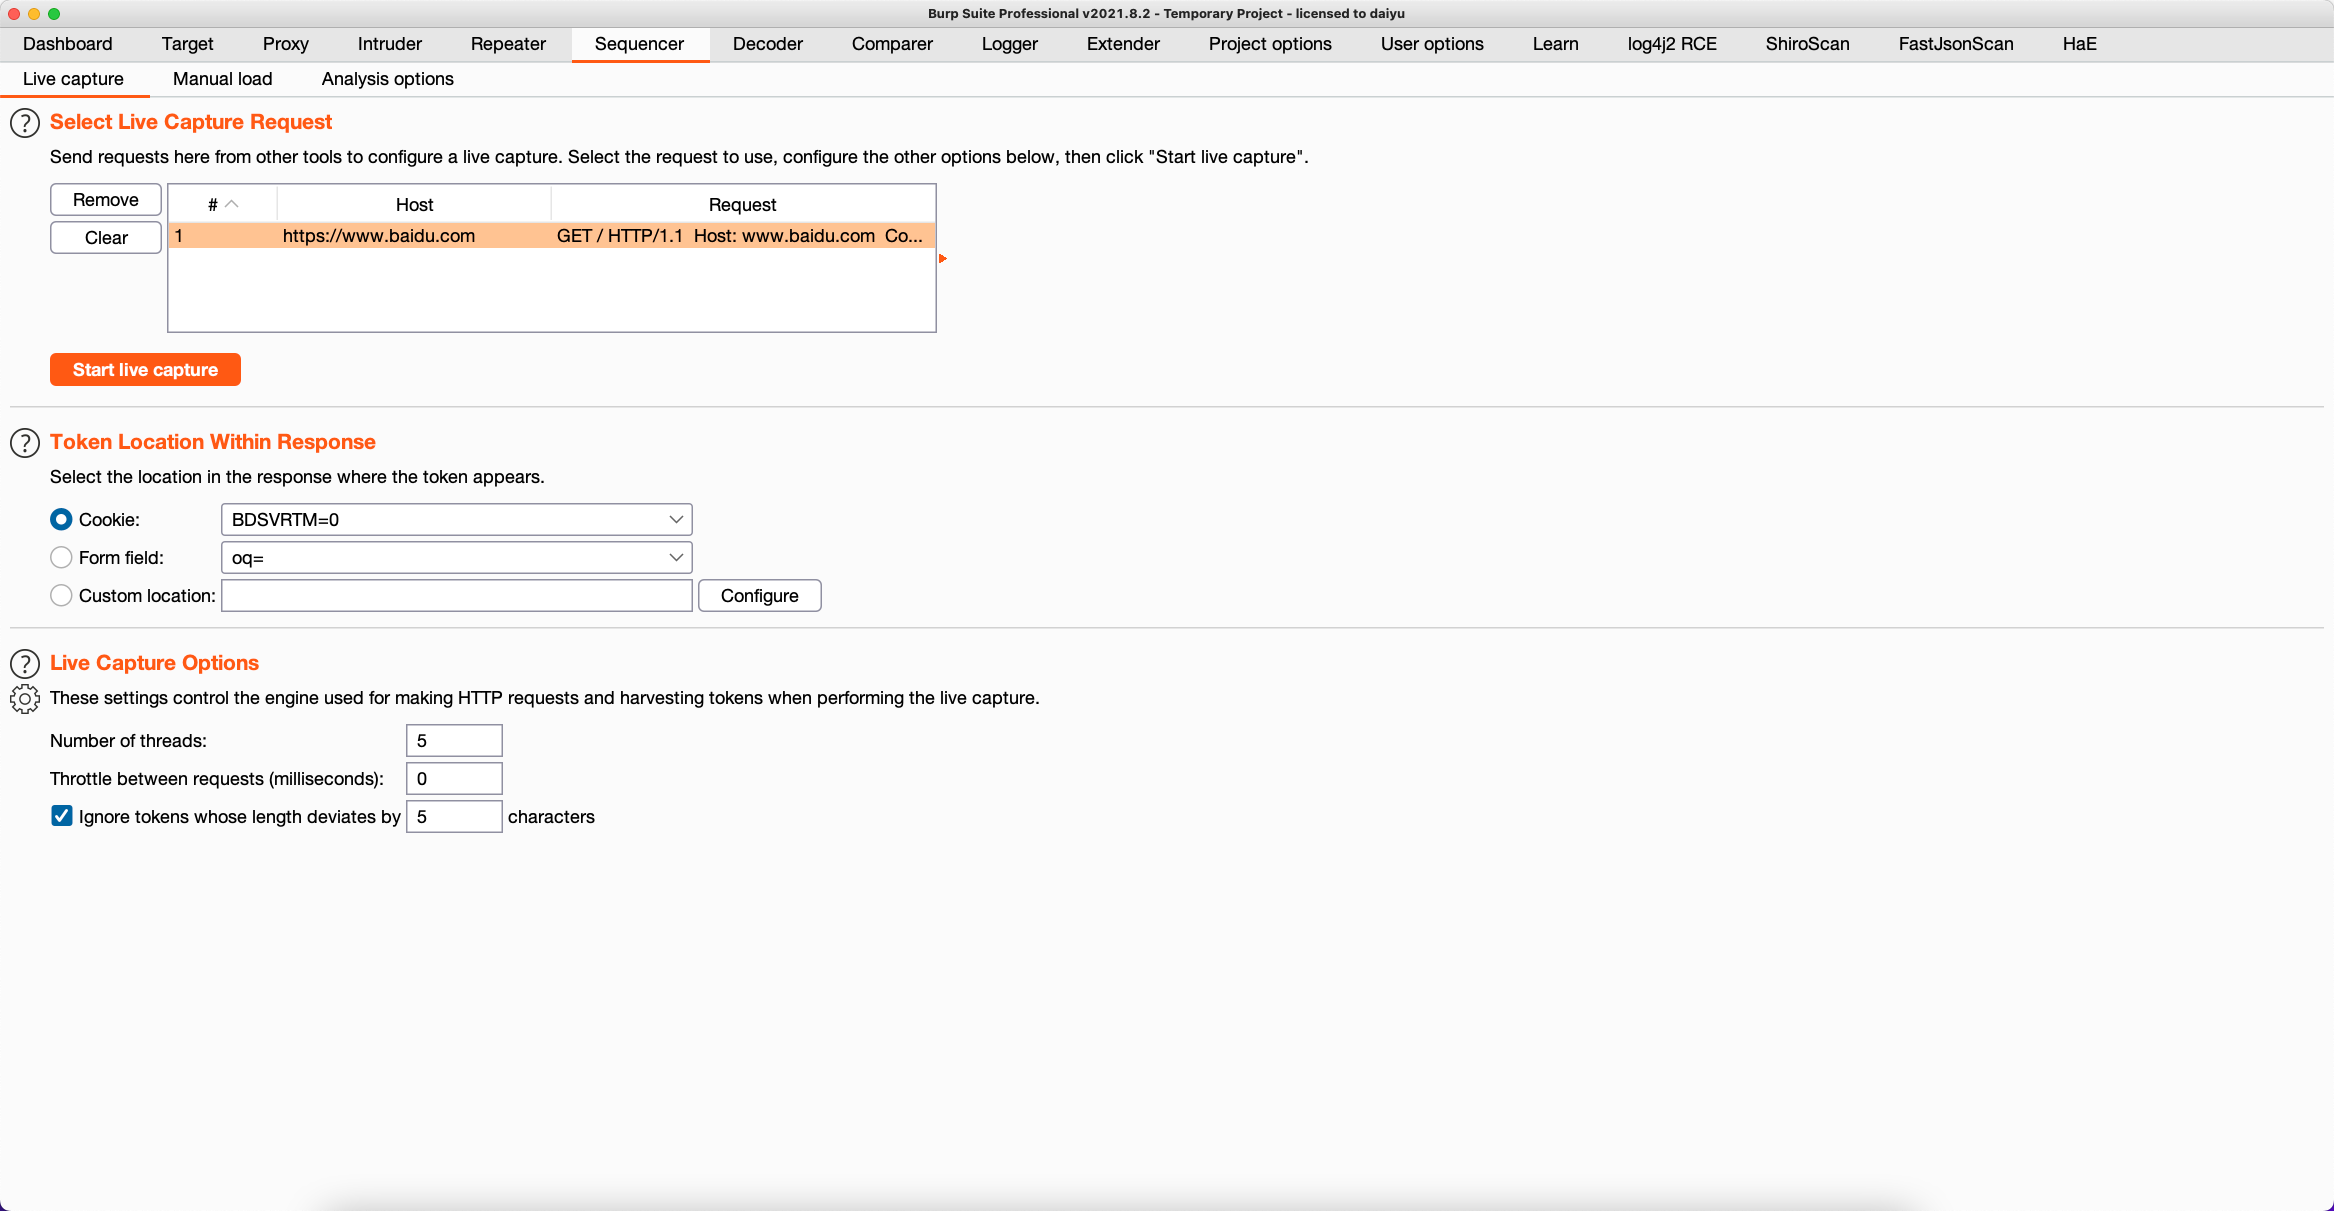 Burp Suite Professional v2021.8.2 - Temporary Project - licensed to daiyu
Dashboard Target Proxy Intruder Repeater Sequencer Decoder Comparer Logger Extender Project options User options Learn log4j2 RCE ShiroScan FastJsonScan HaE
Live capture Manual load Analysis options
? Select Live Capture Request
Send requests here from other tools to configure a live capture. Select the request to use, configure the other options below, then click "Start live capture".
Remove # Host Request
Clear 1 https://www.baidu.com GET / HTTP/1.1 Host: www.baidu.com Co...
Start live capture
? Token Location Within Response
Select the location in the response where the token appears.
Cookie: BDSVRTM=0
Form field: oq=
Custom location: Configure
? Live Capture Options
These settings control the engine used for making HTTP requests and harvesting tokens when performing the live capture.
Number of threads: 5
Throttle between requests (milliseconds): 0
Ignore tokens whose length deviates by 5 characters